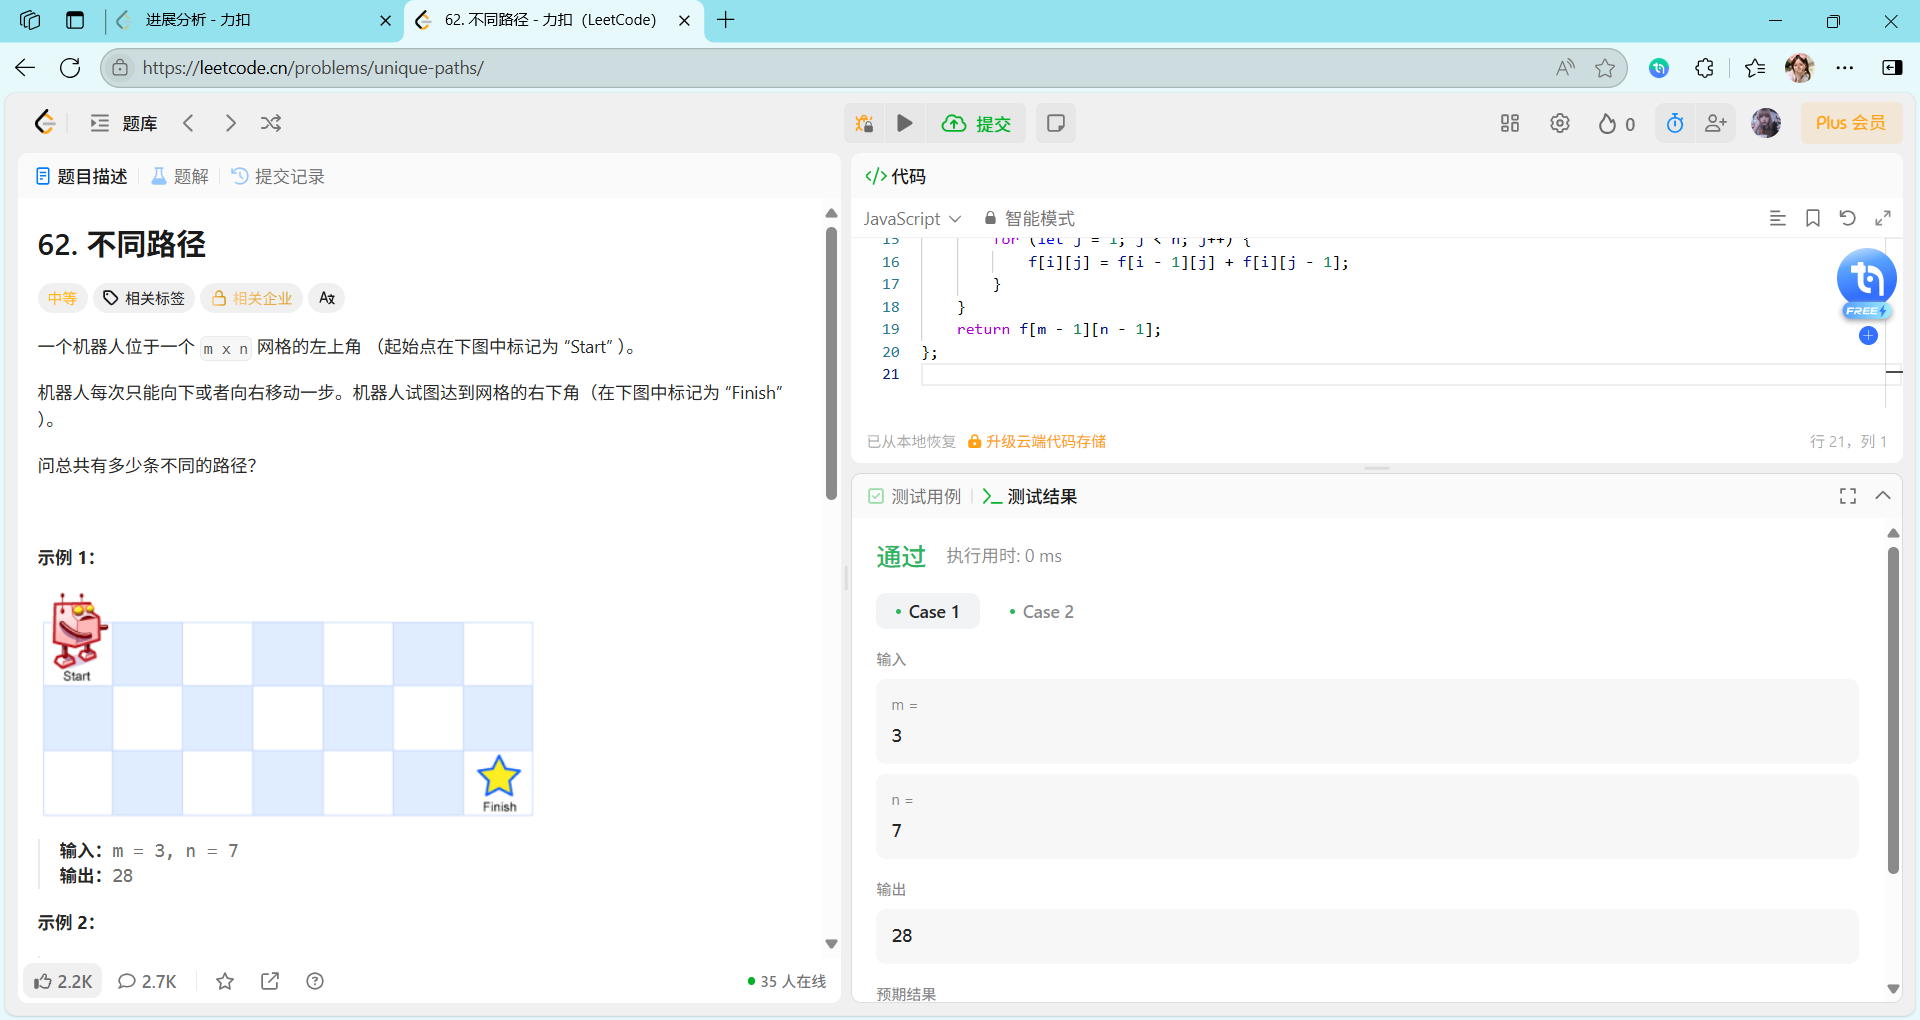 进展分析 - 力扣
62. 不同路径 - 力扣（LeetCode）
https://leetcode.cn/problems/unique-paths/
题库
提交
0
Plus 会员
题目描述
题解
提交记录
62. 不同路径
中等
相关标签
相关企业
一个机器人位于一个 m x n 网格的左上角 （起始点在下图中标记为 “Start” ）。
机器人每次只能向下或者向右移动一步。机器人试图达到网格的右下角（在下图中标记为 “Finish”
）。
问总共有多少条不同的路径？
示例 1：
Start
Finish
输入：m = 3, n = 7
输出：28
示例 2：
2.2K
2.7K
35 人在线
</> 代码
JavaScript
智能模式
15 for (let j = 1; j < n; j++) {
16 f[i][j] = f[i - 1][j] + f[i][j - 1];
17 }
18 }
19 return f[m - 1][n - 1];
20 };
21
FREE
已从本地恢复
升级云端代码存储
行 21，列 1
测试用例
测试结果
通过
执行用时: 0 ms
Case 1
Case 2
输入
m =
3
n =
7
输出
28
预期结果